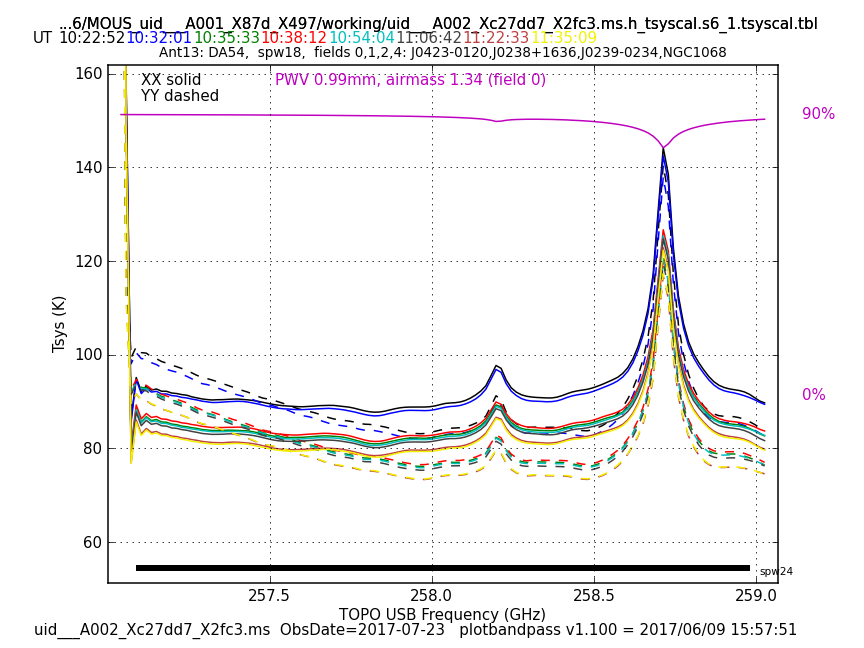 ...6/MOUS_uid___A001_X87d_X497/working/uid___A002_Xc27dd7_X2fc3.ms.h_tsyscal.s6_1.tsyscal.tbl
UT 10:22:52 10:32:01 10:35:33 10:38:12 10:54:04 11:06:42 11:22:33 11:35:09
Ant13: DA54, spw18, fields 0,1,2,4: J0423-0120,J0238+1636,J0239-0234,NGC1068
160
XX solid
PWV 0.99mm, airmass 1.34 (field 0)
YY dashed
90%
140
120
Tsys (K)
100
0%
80
60
spw24
257.5 258.0 258.5 259.0
TOPO USB Frequency (GHz)
uid___A002_Xc27dd7_X2fc3.ms ObsDate=2017-07-23 plotbandpass v1.100 = 2017/06/09 15:57:51